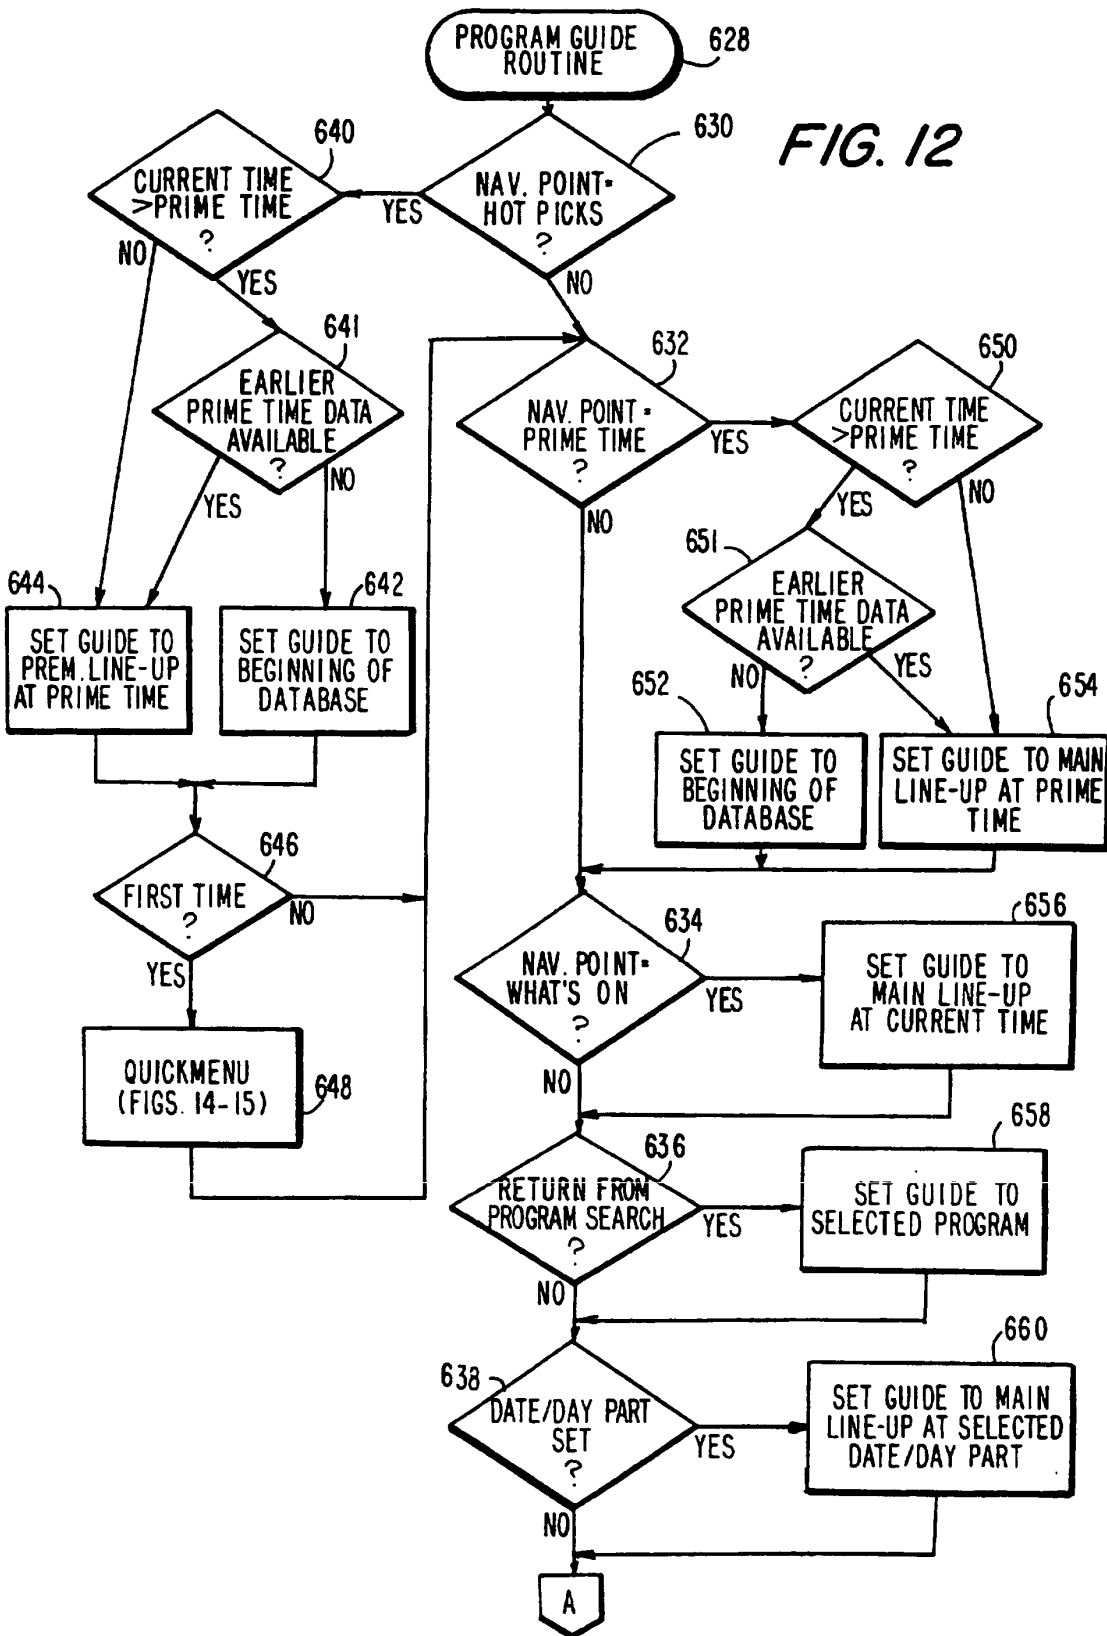 PROGRAM GUIDE
ROUTINE
628
FIG. 12
630
NAV. POINT=
HOT PICKS
?
YES
NO
640
CURRENT TIME
>PRIME TIME
?
NO
YES
641
EARLIER
PRIME TIME DATA
AVAILABLE
?
YES
NO
644
SET GUIDE TO
PREM. LINE-UP
AT PRIME TIME
642
SET GUIDE TO
BEGINNING OF
DATABASE
646
FIRST TIME
?
NO
YES
QUICKMENU
(FIGS. 14-15)
648
632
NAV. POINT=
PRIME TIME
?
YES
NO
650
CURRENT TIME
>PRIME TIME
?
YES
NO
651
EARLIER
PRIME TIME DATA
AVAILABLE
?
NO
YES
652
SET GUIDE TO
BEGINNING OF
DATABASE
654
SET GUIDE TO MAIN
LINE-UP AT PRIME
TIME
634
NAV. POINT=
WHAT'S ON
?
YES
NO
656
SET GUIDE TO
MAIN LINE-UP
AT CURRENT TIME
636
RETURN FROM
PROGRAM SEARCH
?
YES
NO
658
SET GUIDE TO
SELECTED PROGRAM
638
DATE/DAY PART
SET
?
YES
NO
660
SET GUIDE TO MAIN
LINE-UP AT SELECTED
DATE/DAY PART
A